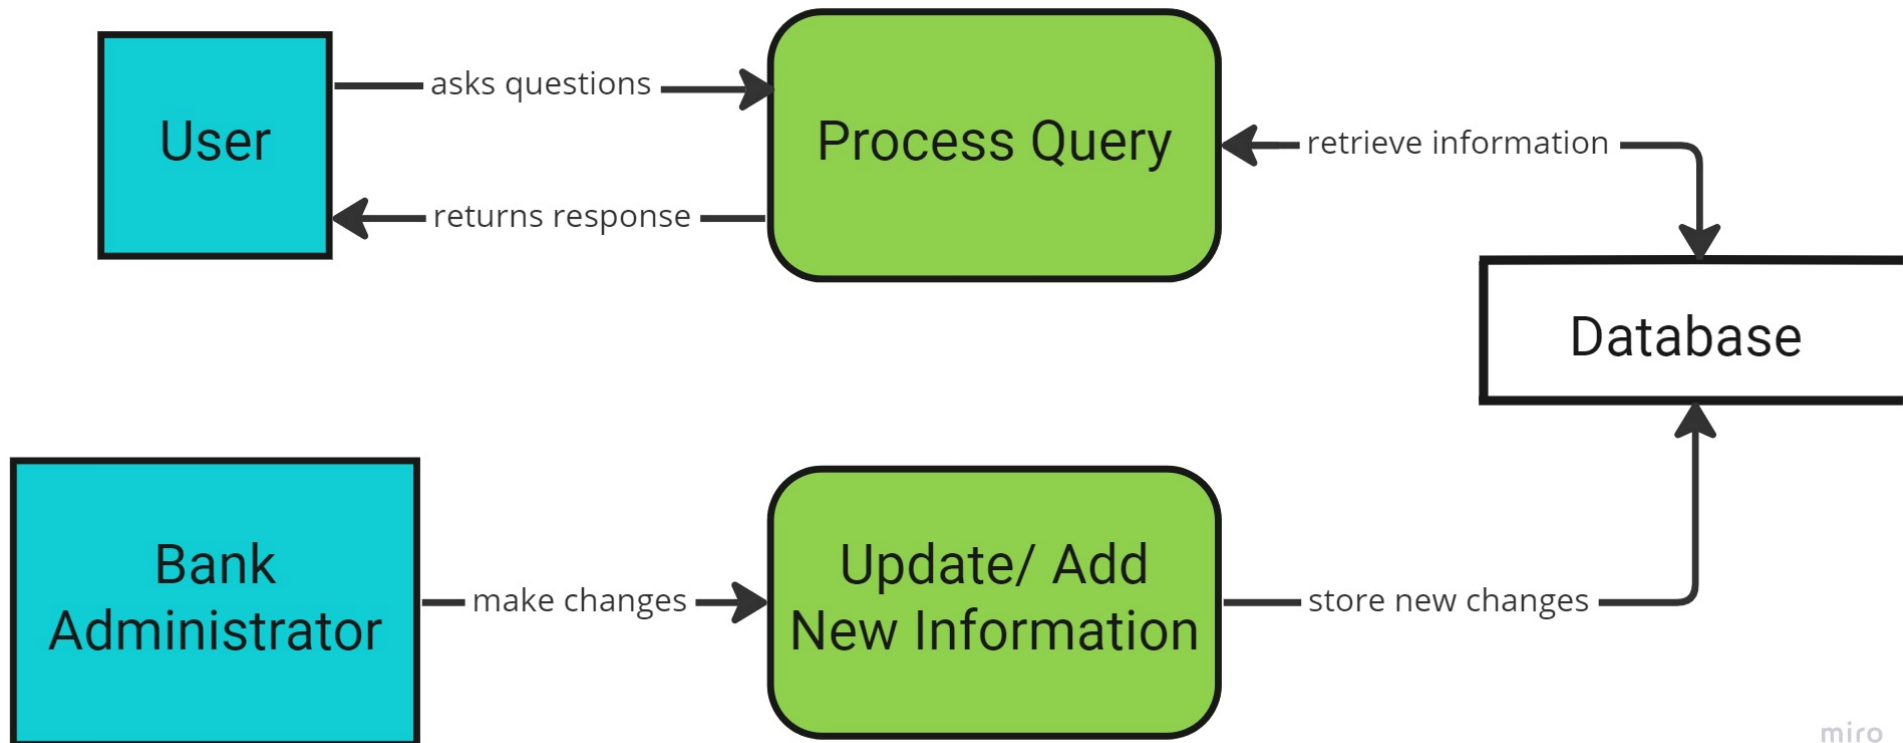 User
asks questions
returns response
Process Query
retrieve information
Database
Bank
Administrator
make changes
Update/ Add
New Information
store new changes
miro